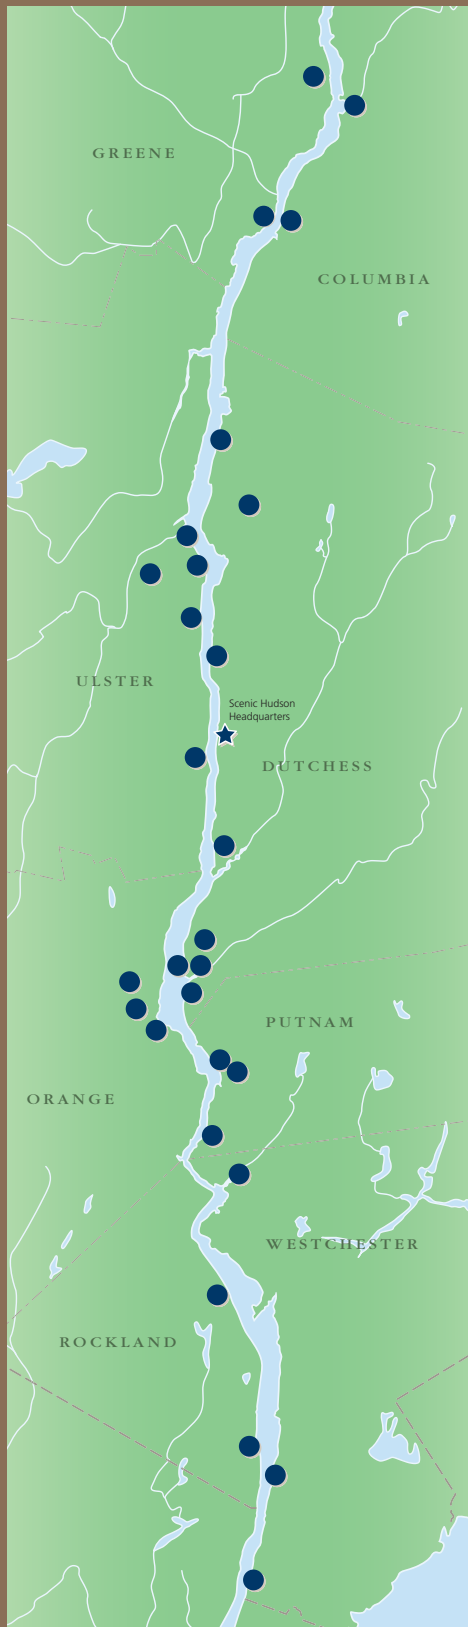 GREENE
COLUMBIA
ULSTER
Scenic Hudson
Headquarters
DUTCHESS
PUTNAM
ORANGE
WESTCHESTER
ROCKLAND